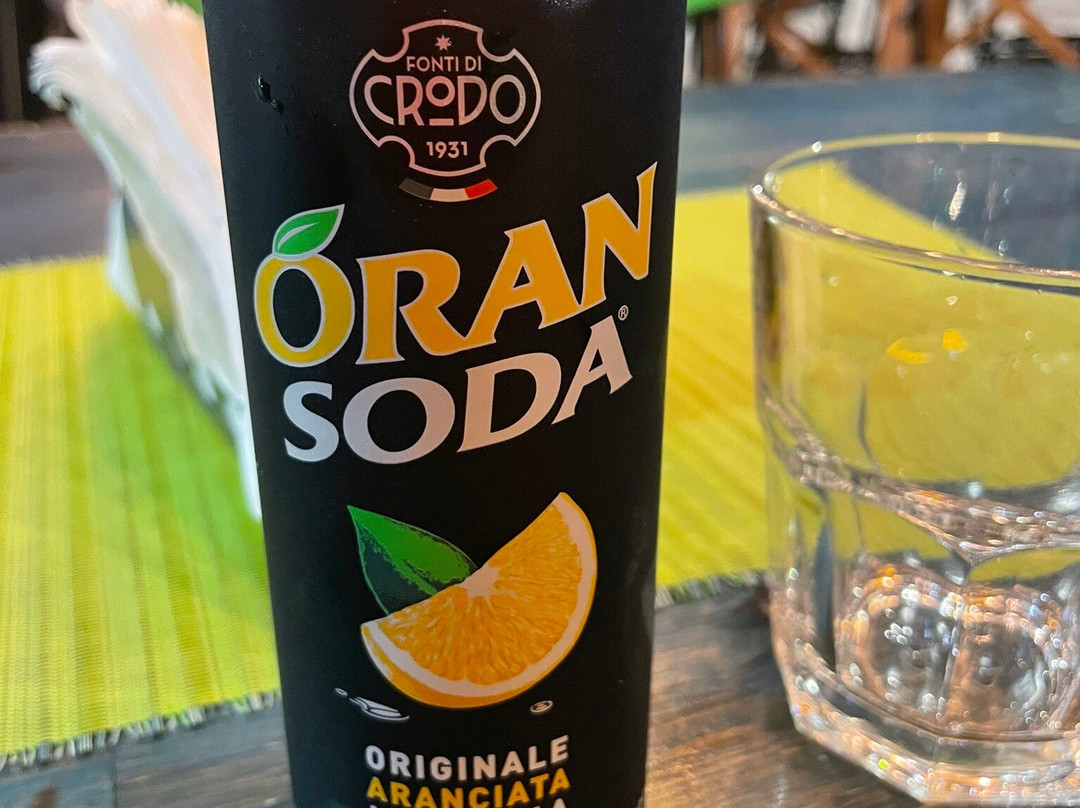 FONTI DI
CRODO
1931
ORAN
SODA®
ORIGINALE
ARANCIATA